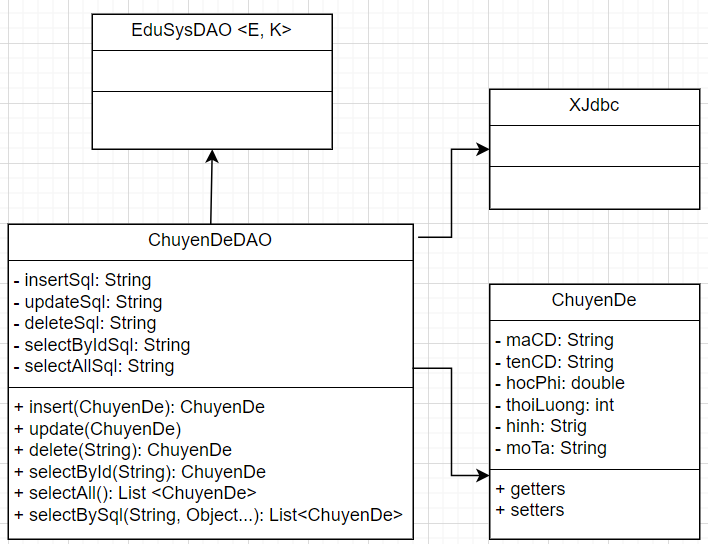 EduSysDAO <E, K>
XJdbc
ChuyenDeDAO
- insertSql: String
- updateSql: String
- deleteSql: String
- selectByIdSql: String
- selectAllSql: String
+ insert(ChuyenDe): ChuyenDe
+ update(ChuyenDe)
+ delete(String): ChuyenDe
+ selectById(String): ChuyenDe
+ selectAll(): List <ChuyenDe>
+ selectBySql(String, Object...): List<ChuyenDe>
ChuyenDe
- maCD: String
- tenCD: String
- hocPhi: double
- thoiLuong: int
- hinh: Strig
- moTa: String
+ getters
+ setters